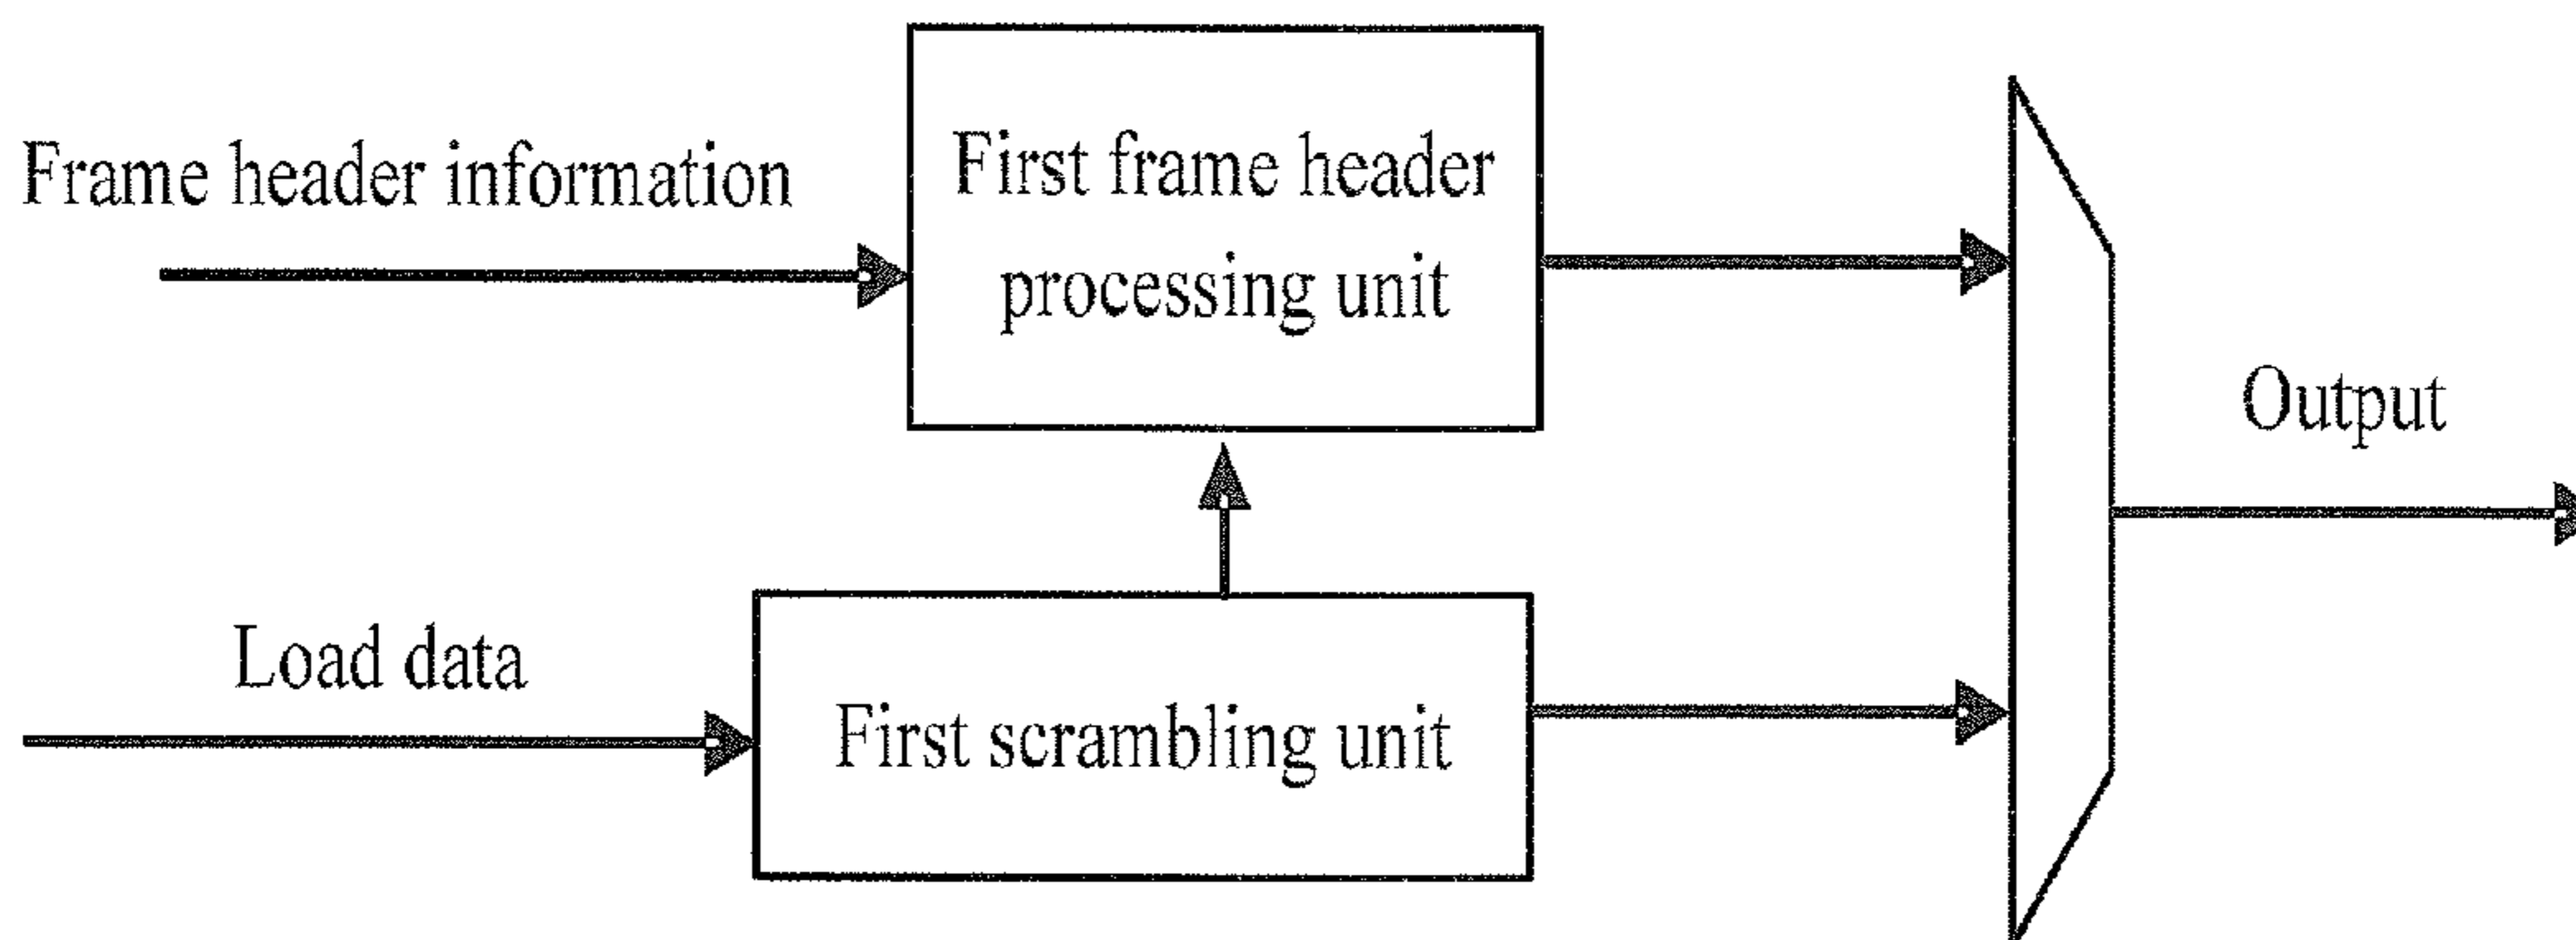 Frame header information
First frame header
processing unit
Output
Load data
First scrambling unit